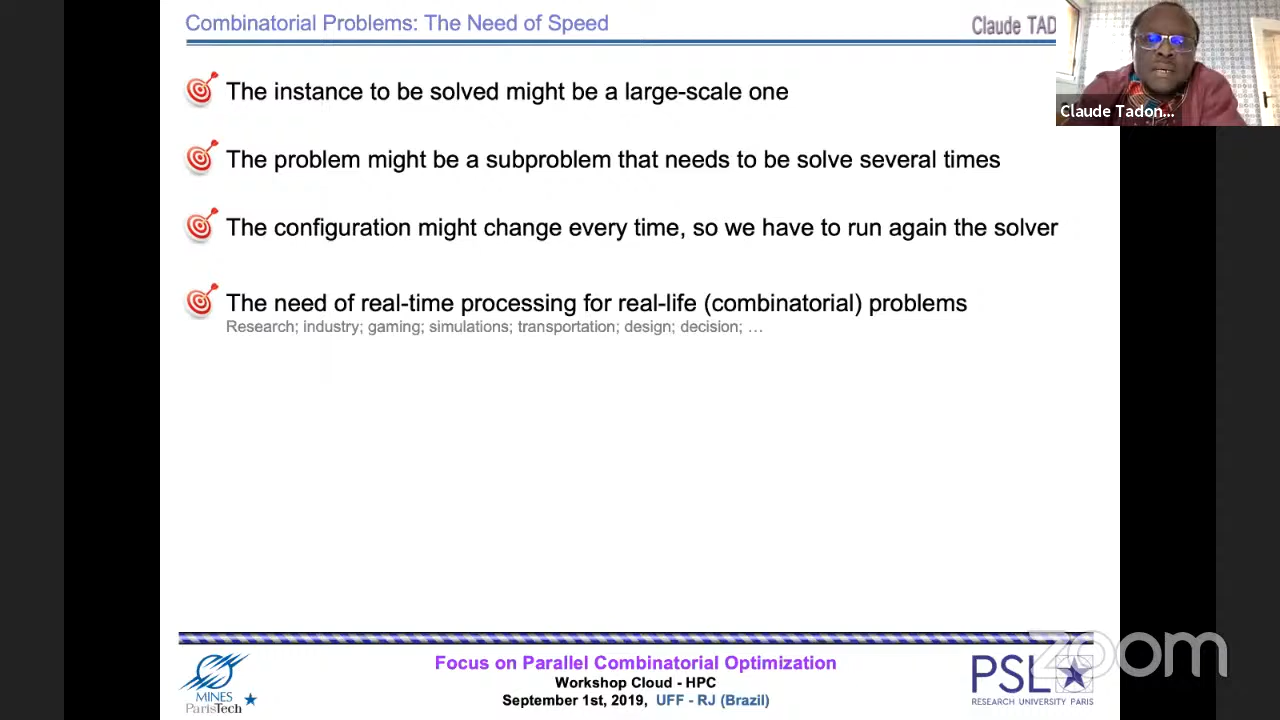 Combinatorial Problems: The Need of Speed
Claude TAD
Claude Tadon...
The instance to be solved might be a large-scale one
The problem might be a subproblem that needs to be solve several times
The configuration might change every time, so we have to run again the solver
The need of real-time processing for real-life (combinatorial) problems
Research; industry; gaming; simulations; transportation; design; decision; …
Focus on Parallel Combinatorial Optimization
Workshop Cloud - HPC
September 1st, 2019, UFF - RJ (Brazil)
MINES
ParisTech
PSL
RESEARCH UNIVERSITY PARIS
zoom